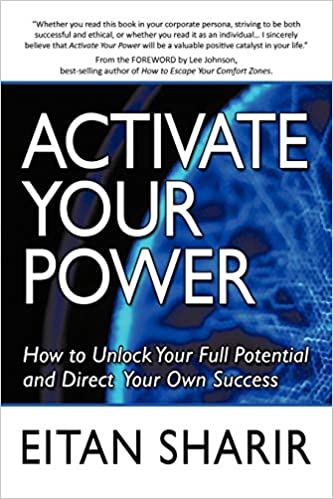 "Whether you read this book in your corporate persona, striving to be both
successful and ethical, or whether you read it as an individual... I sincerely
believe that Activate Your Power will be a valuable positive catalyst in your life."
From the FOREWORD by Lee Johnson,
best-selling author of How to Escape Your Comfort Zones.
ACTIVATE
YOUR
POWER
How to Unlock Your Full Potential
and Direct Your Own Success
EITAN SHARIR